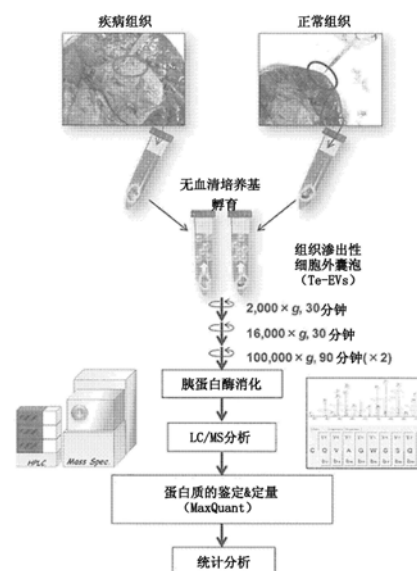 疾病组织
正常组织
无血清培养基
孵育
组织渗出性
细胞外囊泡
(Te-EVs)
2,000 × g, 30分钟
16,000 × g, 30分钟
100,000 × g, 90 分钟(×2)
胰蛋白酶消化
HPLC
Mass Spec.
LC/MS分析
蛋白质的鉴定&定量
(MaxQuant)
统计分析